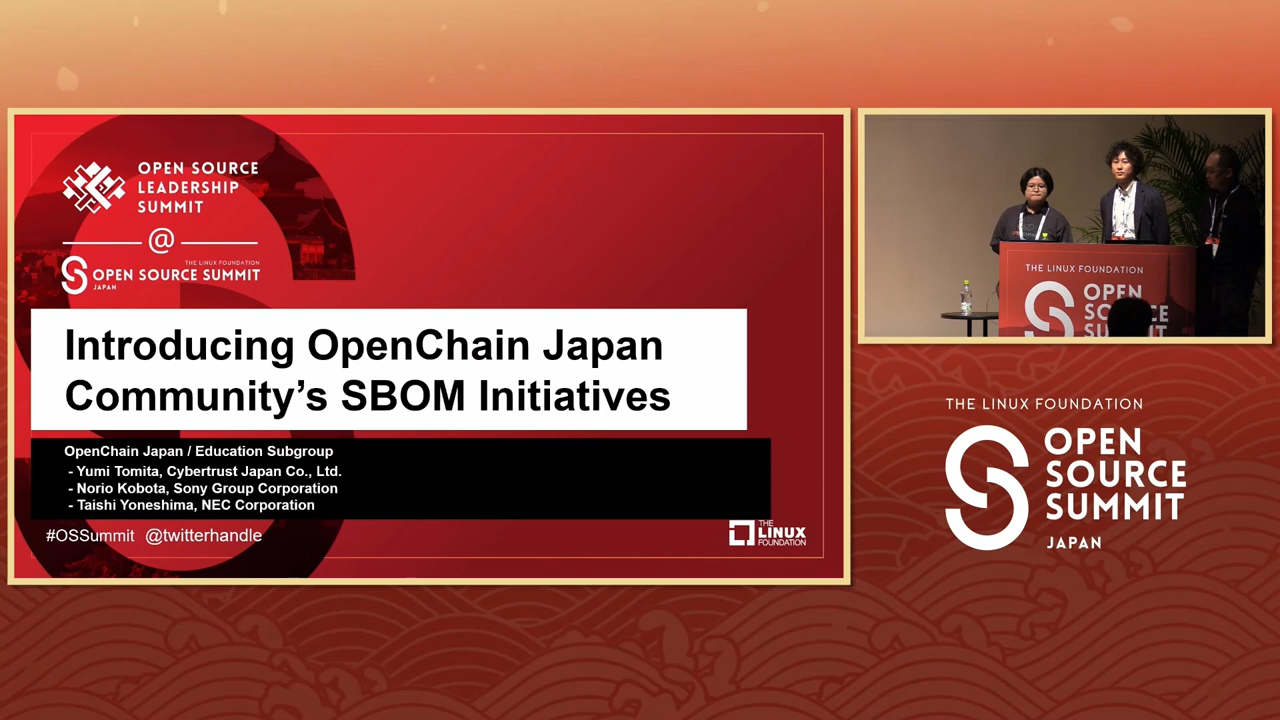 OPEN SOURCE
LEADERSHIP
SUMMIT
@
THE LINUX FOUNDATION
OPEN SOURCE SUMMIT
JAPAN
Introducing OpenChain Japan
Community’s SBOM Initiatives
OpenChain Japan / Education Subgroup
- Yumi Tomita, Cybertrust Japan Co., Ltd.
- Norio Kobota, Sony Group Corporation
- Taishi Yoneshima, NEC Corporation
#OSSummit @twitterhandle
THE
LINUX
FOUNDATION
THE LINUX FOUNDATION
OPEN
SOURCE
SUMMIT
THE LINUX FOUNDATION
OPEN
SOURCE
SUMMIT
JAPAN